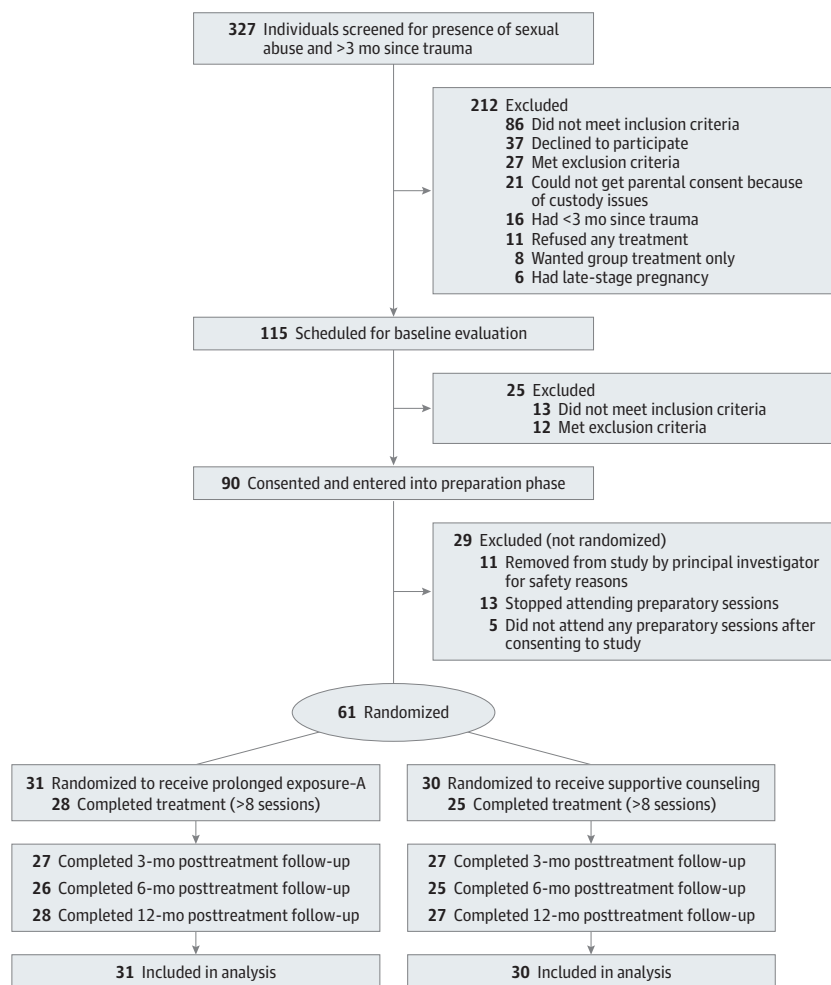 327 Individuals screened for presence of sexual
abuse and >3 mo since trauma
212 Excluded
86 Did not meet inclusion criteria
37 Declined to participate
27 Met exclusion criteria
21 Could not get parental consent because
of custody issues
16 Had <3 mo since trauma
11 Refused any treatment
8 Wanted group treatment only
6 Had late-stage pregnancy
115 Scheduled for baseline evaluation
25 Excluded
13 Did not meet inclusion criteria
12 Met exclusion criteria
90 Consented and entered into preparation phase
29 Excluded (not randomized)
11 Removed from study by principal investigator
for safety reasons
13 Stopped attending preparatory sessions
5 Did not attend any preparatory sessions after
consenting to study
61 Randomized
31 Randomized to receive prolonged exposure-A
28 Completed treatment (>8 sessions)
30 Randomized to receive supportive counseling
25 Completed treatment (>8 sessions)
27 Completed 3-mo posttreatment follow-up
26 Completed 6-mo posttreatment follow-up
28 Completed 12-mo posttreatment follow-up
27 Completed 3-mo posttreatment follow-up
25 Completed 6-mo posttreatment follow-up
27 Completed 12-mo posttreatment follow-up
31 Included in analysis
30 Included in analysis